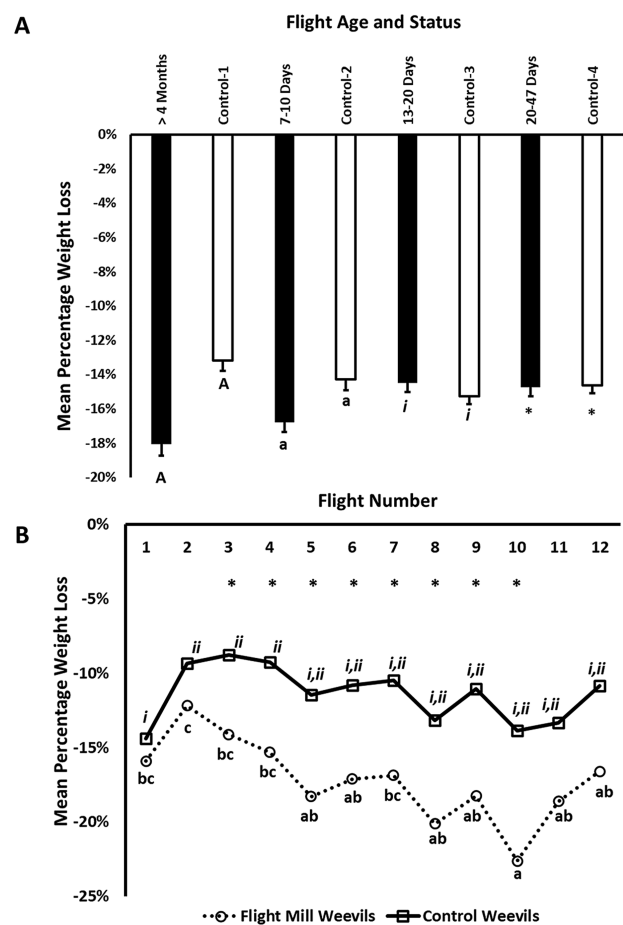 A
Flight Age and Status
> 4 Months
Control-1
7-10 Days
Control-2
13-20 Days
Control-3
20-47 Days
Control-4
Mean Percentage Weight Loss
0%
-2%
-4%
-6%
-8%
-10%
-12%
-14%
-16%
-18%
-20%
A
A
a
a
i
i
*
*
B
Flight Number
Mean Percentage Weight Loss
0%
-5%
-10%
-15%
-20%
-25%
1 2 3 4 5 6 7 8 9 10 11 12
* * * * * * * *
i ii ii ii i,ii i,ii i,ii i,ii i,ii i,ii i,ii i,ii
bc c bc bc ab ab bc ab ab a ab ab
Flight Mill Weevils Control Weevils